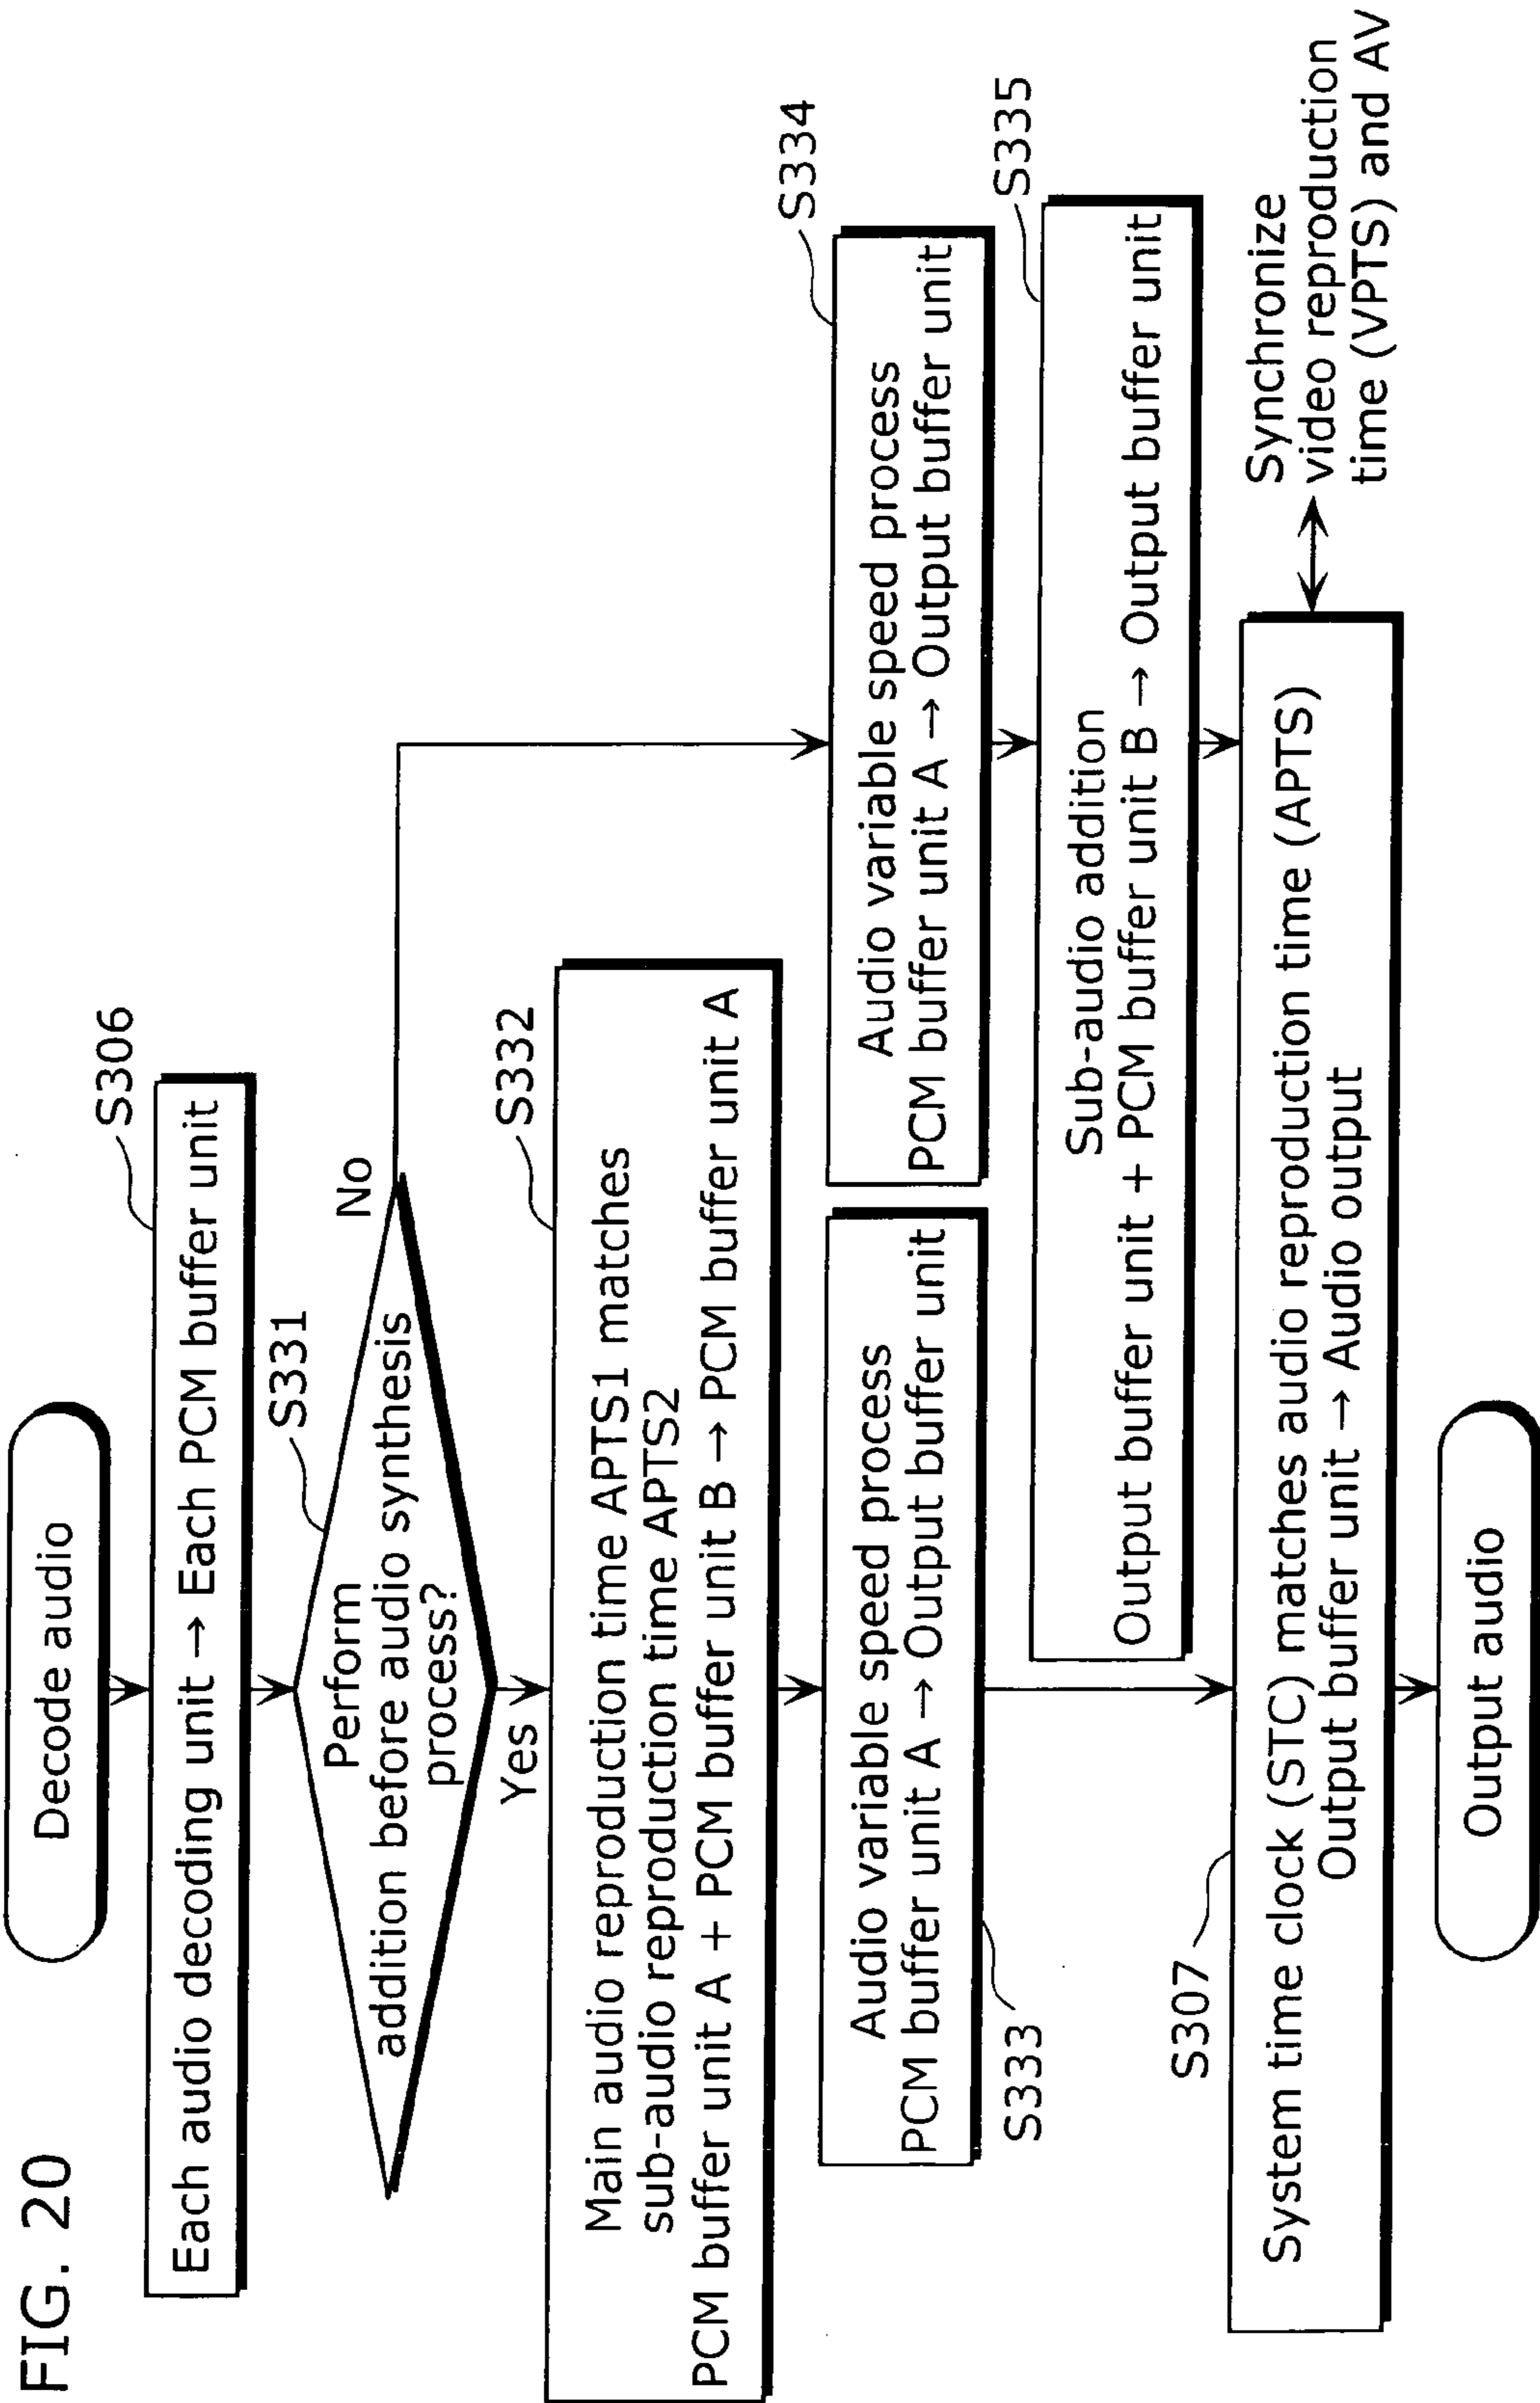 FIG. 20
Decode audio
S306
Each audio decoding unit → Each PCM buffer unit
S331
Perform
addition before audio synthesis
process?
No
Yes
S332
Main audio reproduction time APTS1 matches
sub-audio reproduction time APTS2
PCM buffer unit A + PCM buffer unit B → PCM buffer unit A
Audio variable speed process
PCM buffer unit A → Output buffer unit
S333
S334
Audio variable speed process
PCM buffer unit A → Output buffer unit
S335
Sub-audio addition
Output buffer unit + PCM buffer unit B → Output buffer unit
S307
System time clock (STC) matches audio reproduction time (APTS)
Output buffer unit → Audio output
Synchronize
video reproduction
time (VPTS) and AV
Output audio